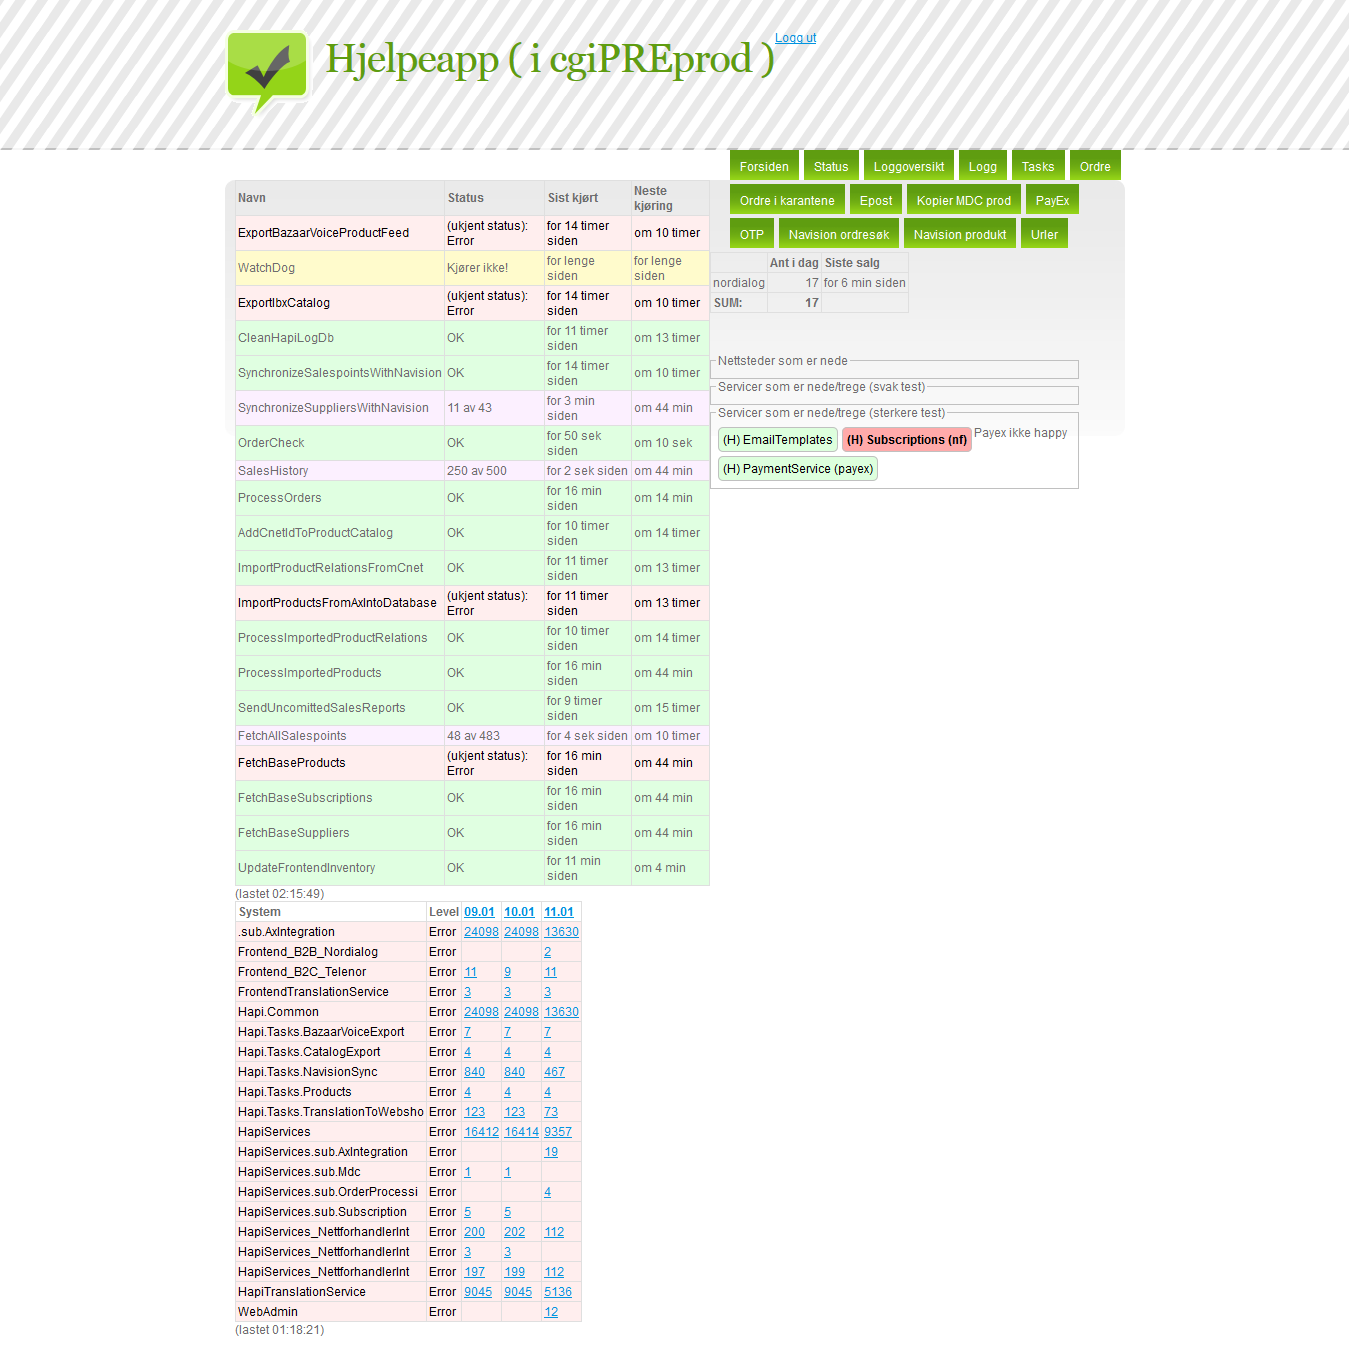 Hjelpeapp ( i cgiPREprod )
Logg ut
Forsiden Status Loggoversikt Logg Tasks Ordre
Ordre i karantene Epost Kopier MDC prod PayEx
OTP Navision ordresøk Navision produkt Urler
Navn Status Sist kjørt Neste kjøring
ExportBazaarVoiceProductFeed (ukjent status): Error for 14 timer siden om 10 timer
WatchDog Kjører ikke! for lenge siden for lenge siden
ExportIbxCatalog (ukjent status): Error for 14 timer siden om 10 timer
CleanHapiLogDb OK for 11 timer siden om 13 timer
SynchronizeSalespointsWithNavision OK for 14 timer siden om 10 timer
SynchronizeSuppliersWithNavision 11 av 43 for 3 min siden om 44 min
OrderCheck OK for 50 sek siden om 10 sek
SalesHistory 250 av 500 for 2 sek siden om 44 min
ProcessOrders OK for 16 min siden om 14 min
AddCnetIdToProductCatalog OK for 10 timer siden om 14 timer
ImportProductRelationsFromCnet OK for 11 timer siden om 13 timer
ImportProductsFromAxIntoDatabase (ukjent status): Error for 11 timer siden om 13 timer
ProcessImportedProductRelations OK for 10 timer siden om 14 timer
ProcessImportedProducts OK for 16 min siden om 44 min
SendUncomittedSalesReports OK for 9 timer siden om 15 timer
FetchAllSalespoints 48 av 483 for 4 sek siden om 10 timer
FetchBaseProducts (ukjent status): Error for 16 min siden om 44 min
FetchBaseSubscriptions OK for 16 min siden om 44 min
FetchBaseSuppliers OK for 16 min siden om 44 min
UpdateFrontendInventory OK for 11 min siden om 4 min
(lastet 02:15:49)
Ant i dag Siste salg
nordialog 17 for 6 min siden
SUM: 17
Nettsteder som er nede
Servicer som er nede/trege (svak test)
Servicer som er nede/trege (sterkere test)
(H) EmailTemplates (H) Subscriptions (nf) Payex ikke happy
(H) PaymentService (payex)
System Level 09.01 10.01 11.01
.sub.AxIntegration Error 24098 24098 13630
Frontend_B2B_Nordialog Error 2
Frontend_B2C_Telenor Error 11 9 11
FrontendTranslationService Error 3 3 3
Hapi.Common Error 24098 24098 13630
Hapi.Tasks.BazaarVoiceExport Error 7 7 7
Hapi.Tasks.CatalogExport Error 4 4 4
Hapi.Tasks.NavisionSync Error 840 840 467
Hapi.Tasks.Products Error 4 4 4
Hapi.Tasks.TranslationToWebsho Error 123 123 73
HapiServices Error 16412 16414 9357
HapiServices.sub.AxIntegration Error 19
HapiServices.sub.Mdc Error 1 1
HapiServices.sub.OrderProcessi Error 4
HapiServices.sub.Subscription Error 5 5
HapiServices_NettforhandlerInt Error 200 202 112
HapiServices_NettforhandlerInt Error 3 3
HapiServices_NettforhandlerInt Error 197 199 112
HapiTranslationService Error 9045 9045 5136
WebAdmin Error 12
(lastet 01:18:21)